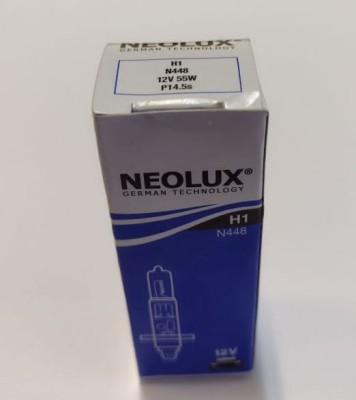 NEOLUX®
GERMAN TECHNOLOGY
H1
N448
12V 55W
P14.5s
NEOLUX®
GERMAN TECHNOLOGY
H1
N448
12V